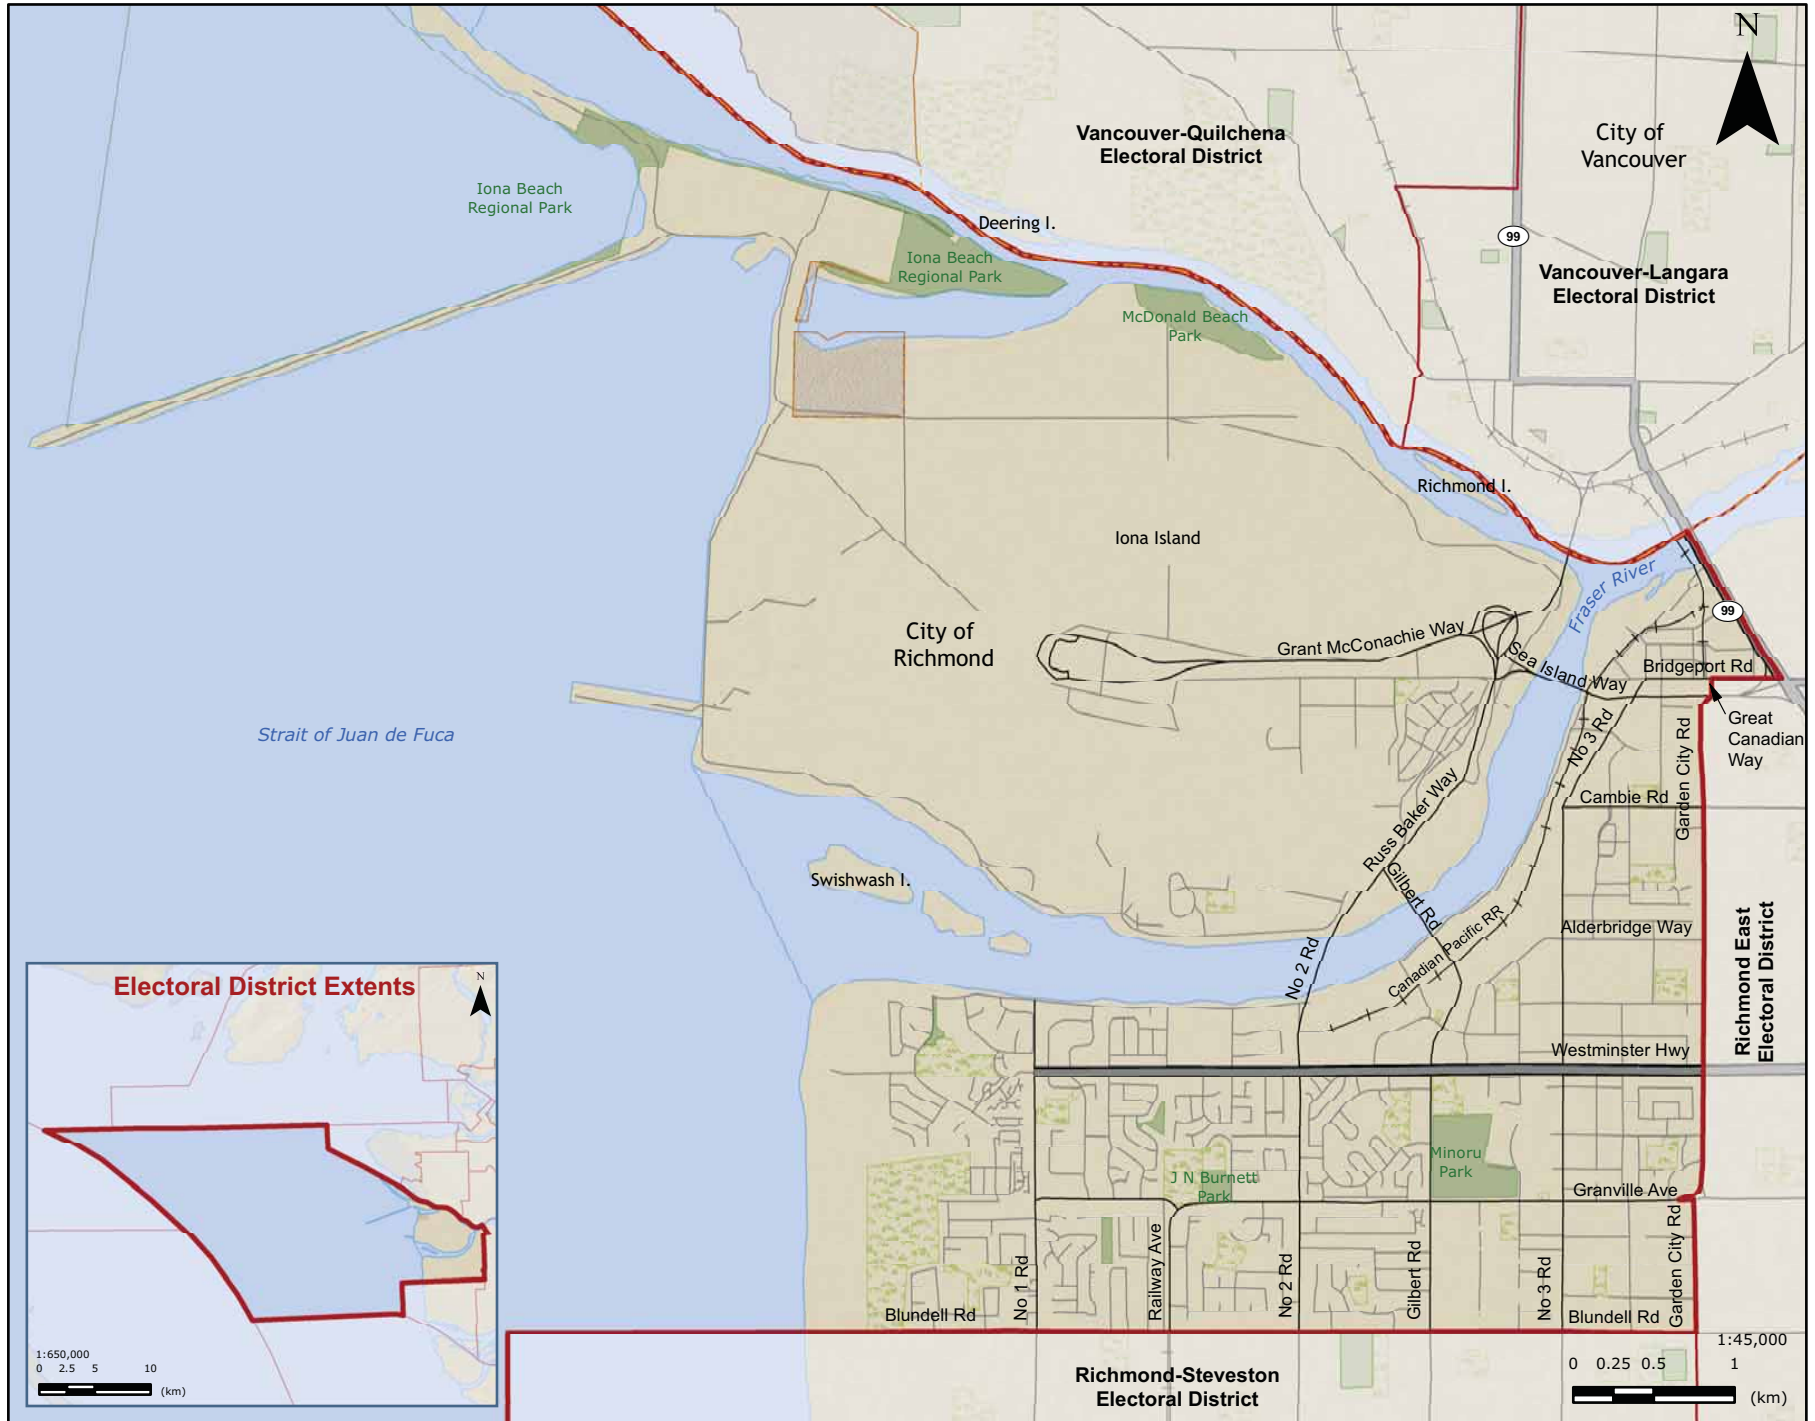 N
Vancouver-Quilchena
Electoral District
City of
Vancouver
Iona Beach
Regional Park
Deering I.
99
Iona Beach
Regional Park
Vancouver-Langara
Electoral District
McDonald Beach
Park
Richmond I.
Iona Island
Fraser River
99
City of
Richmond
Grant McConachie Way
Sea Island Way
Bridgeport Rd
Strait of Juan de Fuca
No 3 Rd
Garden City Rd
Great
Canadian
Way
Cambie Rd
Russ Baker Way
Gilbert Rd
Swishwash I.
Canadian Pacific RR
No 2 Rd
Alderbridge Way
Richmond East
Electoral District
Westminster Hwy
Minoru
Park
J N Burnett
Park
Granville Ave
No 1 Rd
Railway Ave
No 2 Rd
Gilbert Rd
No 3 Rd
Garden City Rd
Blundell Rd
Blundell Rd
Richmond-Steveston
Electoral District
1:45,000
0 0.25 0.5 1
(km)
Electoral District Extents
N
1:650,000
0 2.5 5 10
(km)